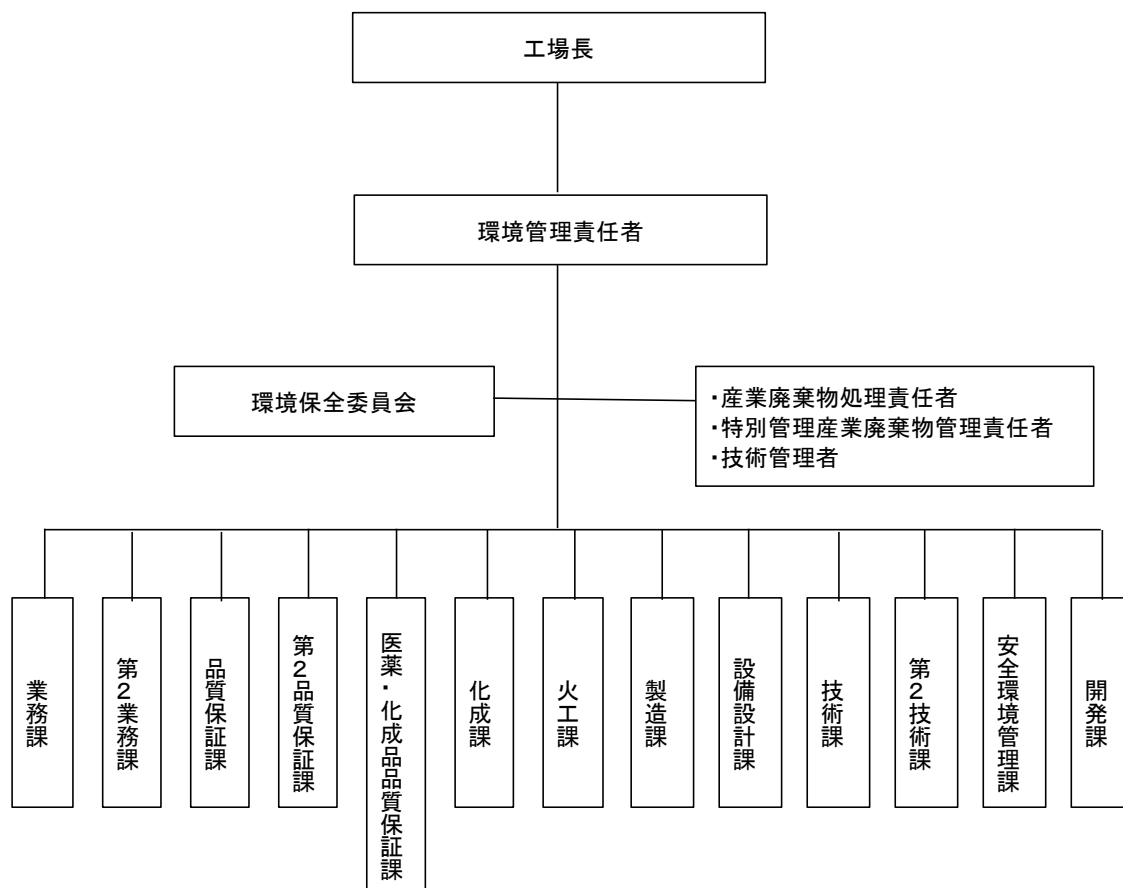 工場長
環境管理責任者
環境保全委員会
・産業廃棄物処理責任者
・特別管理産業廃棄物管理責任者
・技術管理者
業務課
第2業務課
品質保証課
第2品質保証課
医薬・化成品品質保証課
化成課
火工課
製造課
設備設計課
技術課
第2技術課
安全環境管理課
開発課